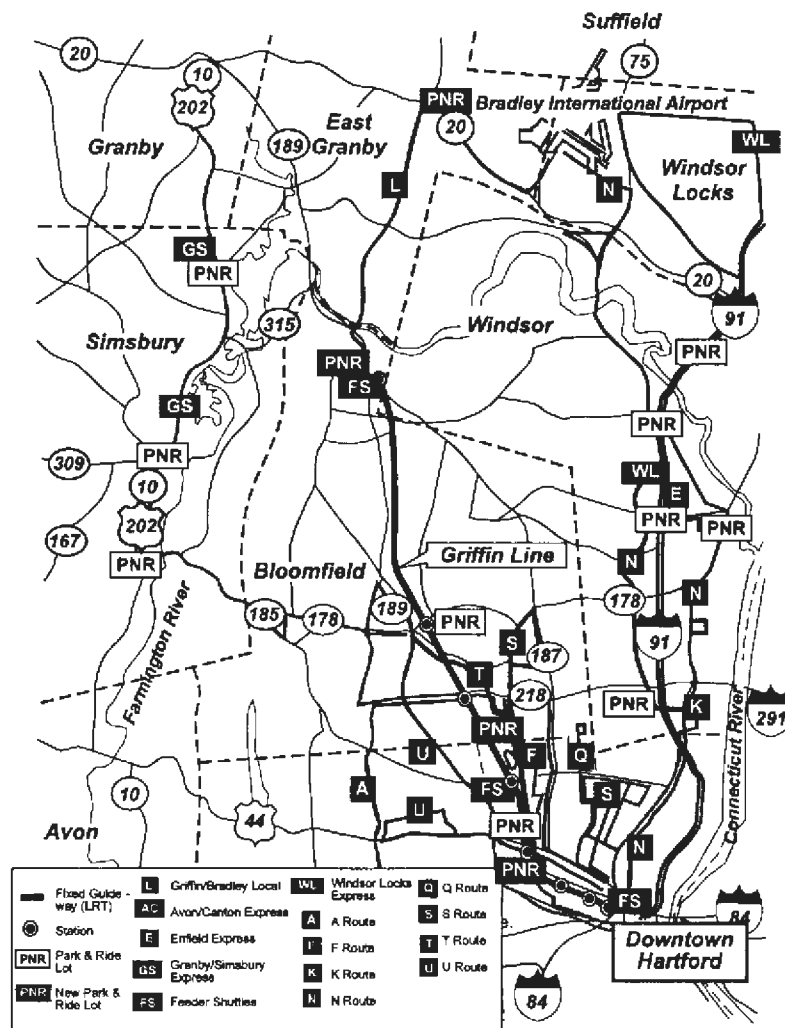 Suffield
20
10
202
75
PNR
Bradley International Airport
20
WL
Granby
East
Granby
189
Windsor
Locks
L
N
GS
PNR
20
315
91
Simsbury
Windsor
PNR
PNR
FS
GS
PNR
PNR
309
10
WL
E
202
PNR
PNR
167
PNR
Griffin Line
Bloomfield
N
N
178
185
178
189
PNR
91
S
187
T
218
Farmington River
PNR
K
291
PNR
U
F
Q
Connecticut River
10
A
FS
S
U
44
PNR
Avon
N
PNR
FS
84
Downtown
Hartford
84
Fixed Guide -
way (LRT)
Station
PNR Park & Ride
Lot
PNR New Park &
Ride Lot
L Griffin/Bradley Local
AC Avon/Canton Express
E Enfield Express
GS Granby/Simsbury
Express
FS Feeder Shuttles
WL Windsor Locks
Express
A A Route
F F Route
K K Route
N N Route
Q Q Route
S S Route
T T Route
U U Route